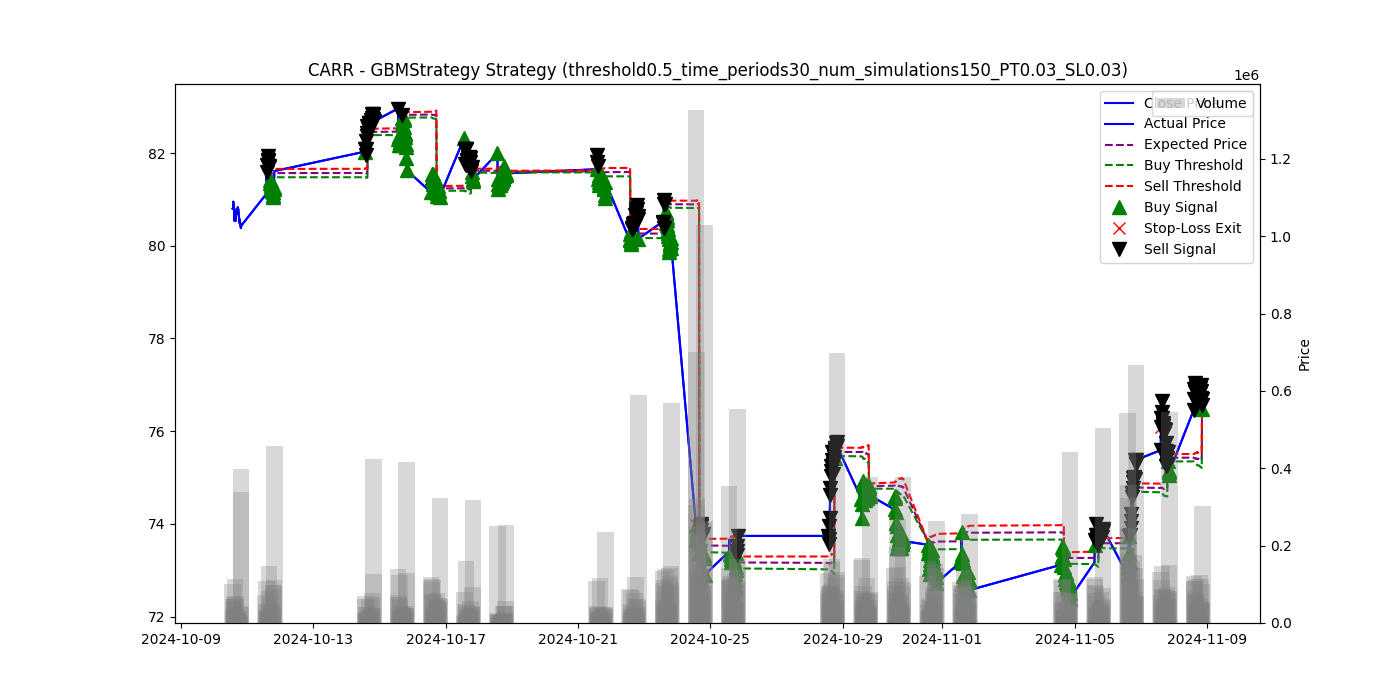 CARR - GBMStrategy Strategy (threshold0.5_time_periods30_num_simulations150_PT0.03_SL0.03)
1e6
Volume
Actual Price
Expected Price
Buy Threshold
Sell Threshold
Buy Signal
Stop-Loss Exit
Sell Signal
82
80
78
76
74
72
1.2
1.0
0.8
0.6
0.4
0.2
0.0
Price
2024-10-09
2024-10-13
2024-10-17
2024-10-21
2024-10-25
2024-10-29
2024-11-01
2024-11-05
2024-11-09